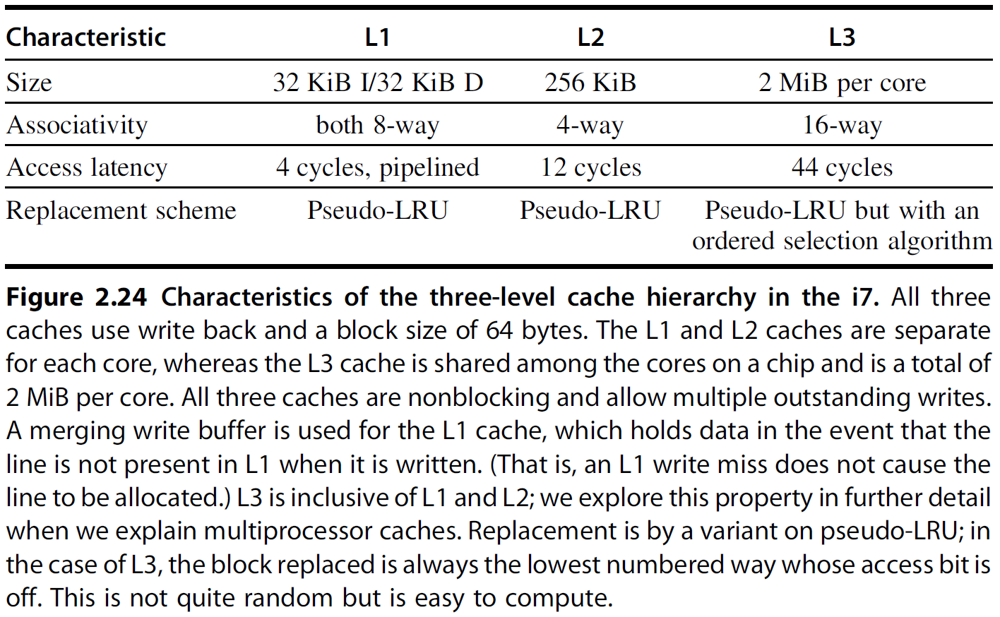 Characteristic L1 L2 L3
Size 32 KiB I/32 KiB D 256 KiB 2 MiB per core
Associativity both 8-way 4-way 16-way
Access latency 4 cycles, pipelined 12 cycles 44 cycles
Replacement scheme Pseudo-LRU Pseudo-LRU Pseudo-LRU but with an
ordered selection algorithm
Figure 2.24 Characteristics of the three-level cache hierarchy in the i7. All three
caches use write back and a block size of 64 bytes. The L1 and L2 caches are separate
for each core, whereas the L3 cache is shared among the cores on a chip and is a total of
2 MiB per core. All three caches are nonblocking and allow multiple outstanding writes.
A merging write buffer is used for the L1 cache, which holds data in the event that the
line is not present in L1 when it is written. (That is, an L1 write miss does not cause the
line to be allocated.) L3 is inclusive of L1 and L2; we explore this property in further detail
when we explain multiprocessor caches. Replacement is by a variant on pseudo-LRU; in
the case of L3, the block replaced is always the lowest numbered way whose access bit is
off. This is not quite random but is easy to compute.